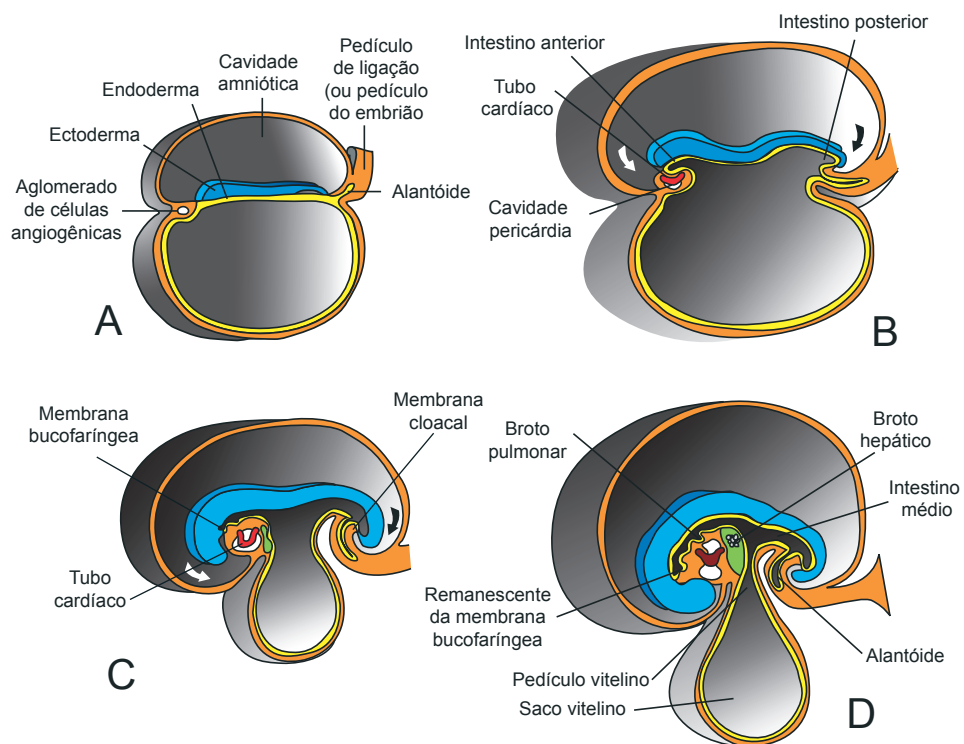 Cavidade
amniótica
Pedículo
de ligação
(ou pedículo
do embrião
Endoderma
Ectoderma
Aglomerado
de células
angiogênicas
Alantóide
A
Intestino anterior
Intestino posterior
Tubo
cardíaco
Cavidade
pericárdia
B
Membrana
bucofaríngea
Membrana
cloacal
Tubo
cardíaco
C
Broto
pulmonar
Broto
hepático
Intestino
médio
Remanescente
da membrana
bucofaríngea
Pedículo vitelino
Saco vitelino
Alantóide
D